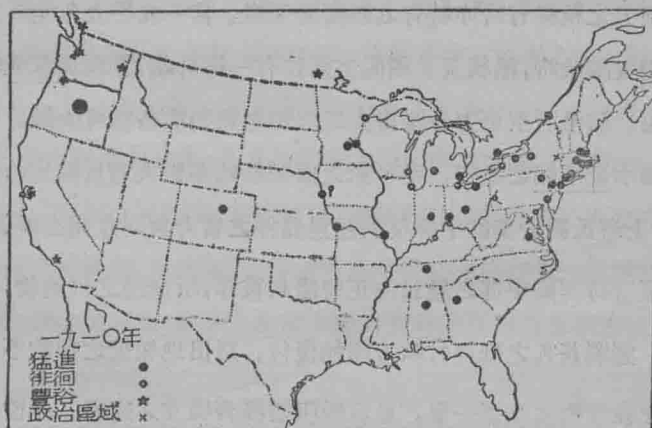 一九一〇年
猛進 ●
徘徊 ●
豐裕 ★
政治區域 ×